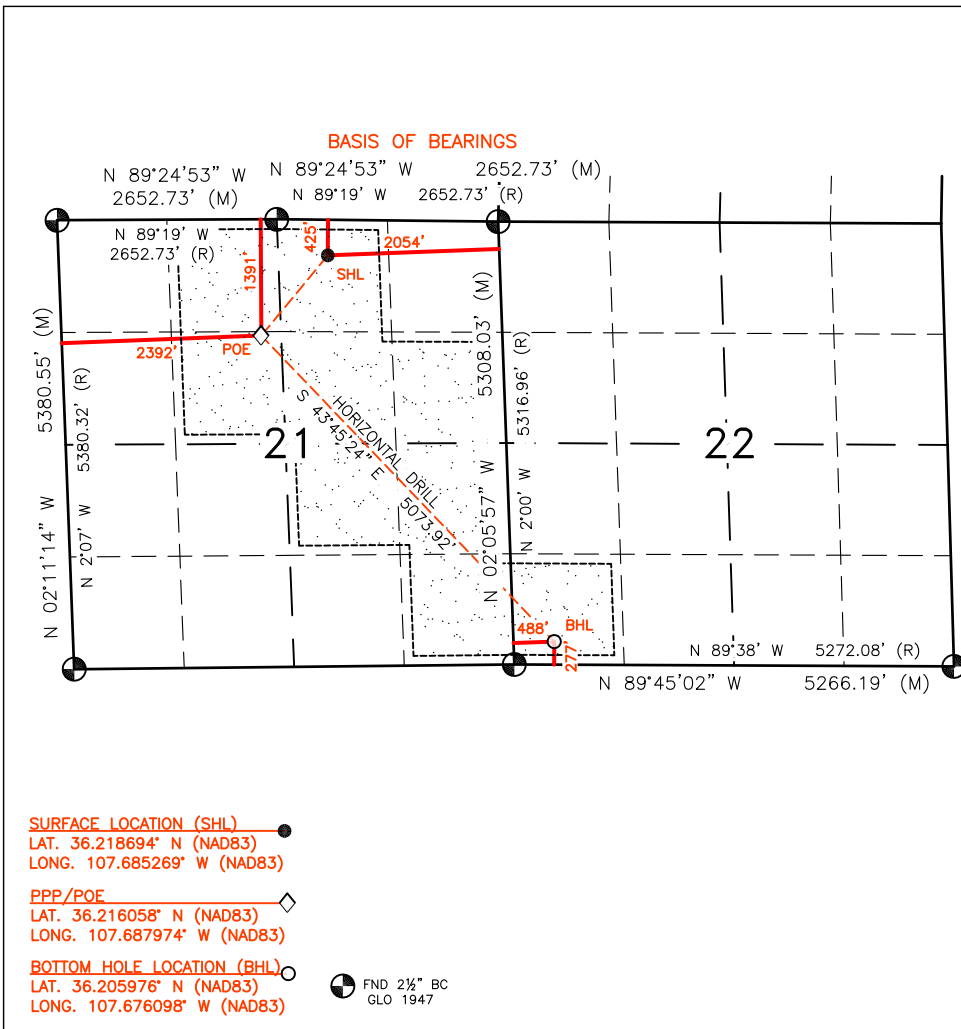 BASIS OF BEARINGS
N 89°24'53" W
2652.73' (M)
N 89°24'53" W 2652.73' (M)
N 89°19' W 2652.73' (R)
N 89°19' W
2652.73' (R)
425'
2054'
SHL
1391'
2392'
POE
5380.55' (M)
5380.32' (R)
N 02°11'14" W
N 2°07' W
5308.03' (M)
5316.96' (R)
N 02°05'57" W
N 2°00' W
21
22
HORIZONTAL DRILL
S 43°45'24" E 5073.92'
488'
BHL
277'
N 89°38' W 5272.08' (R)
N 89°45'02" W 5266.19' (M)
SURFACE LOCATION (SHL)
LAT. 36.218694° N (NAD83)
LONG. 107.685269° W (NAD83)
PPP/POE
LAT. 36.216058° N (NAD83)
LONG. 107.687974° W (NAD83)
BOTTOM HOLE LOCATION (BHL)
LAT. 36.205976° N (NAD83)
LONG. 107.676098° W (NAD83)
FND 2½" BC
GLO 1947